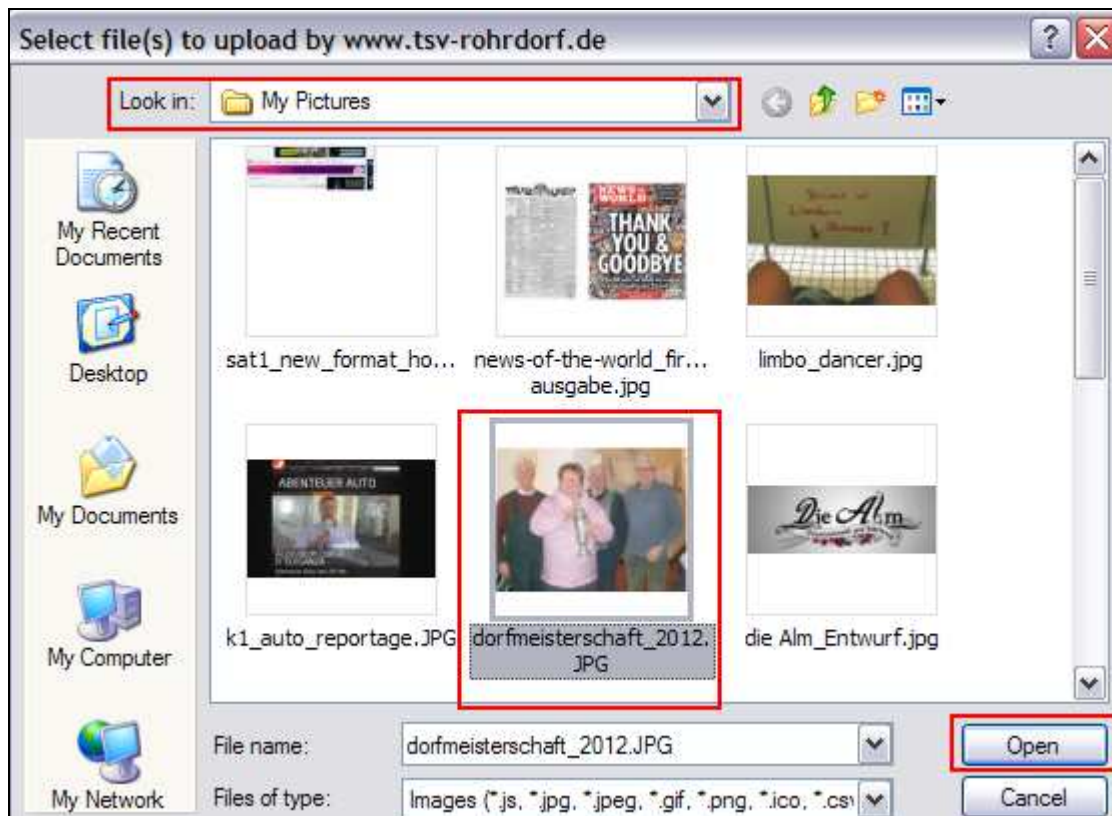 Select file(s) to upload by www.tsv-rohrdorf.de
Look in: My Pictures
My Recent
Documents
Desktop
My Documents
My Computer
My Network
sat1_new_format_ho...
news-of-the-world_fir...
ausgabe.jpg
limbo_dancer.jpg
NEWS
WORLD
THANK
YOU &
GOODBYE
ABENTEUER AUTO
Die Alm
k1_auto_reportage.JPG
dorfmeisterschaft_2012.
JPG
die Alm_Entwurf.jpg
File name: dorfmeisterschaft_2012.JPG
Open
Files of type: Images (*.js, *.jpg, *.jpeg, *.gif, *.png, *.ico, *.csv
Cancel